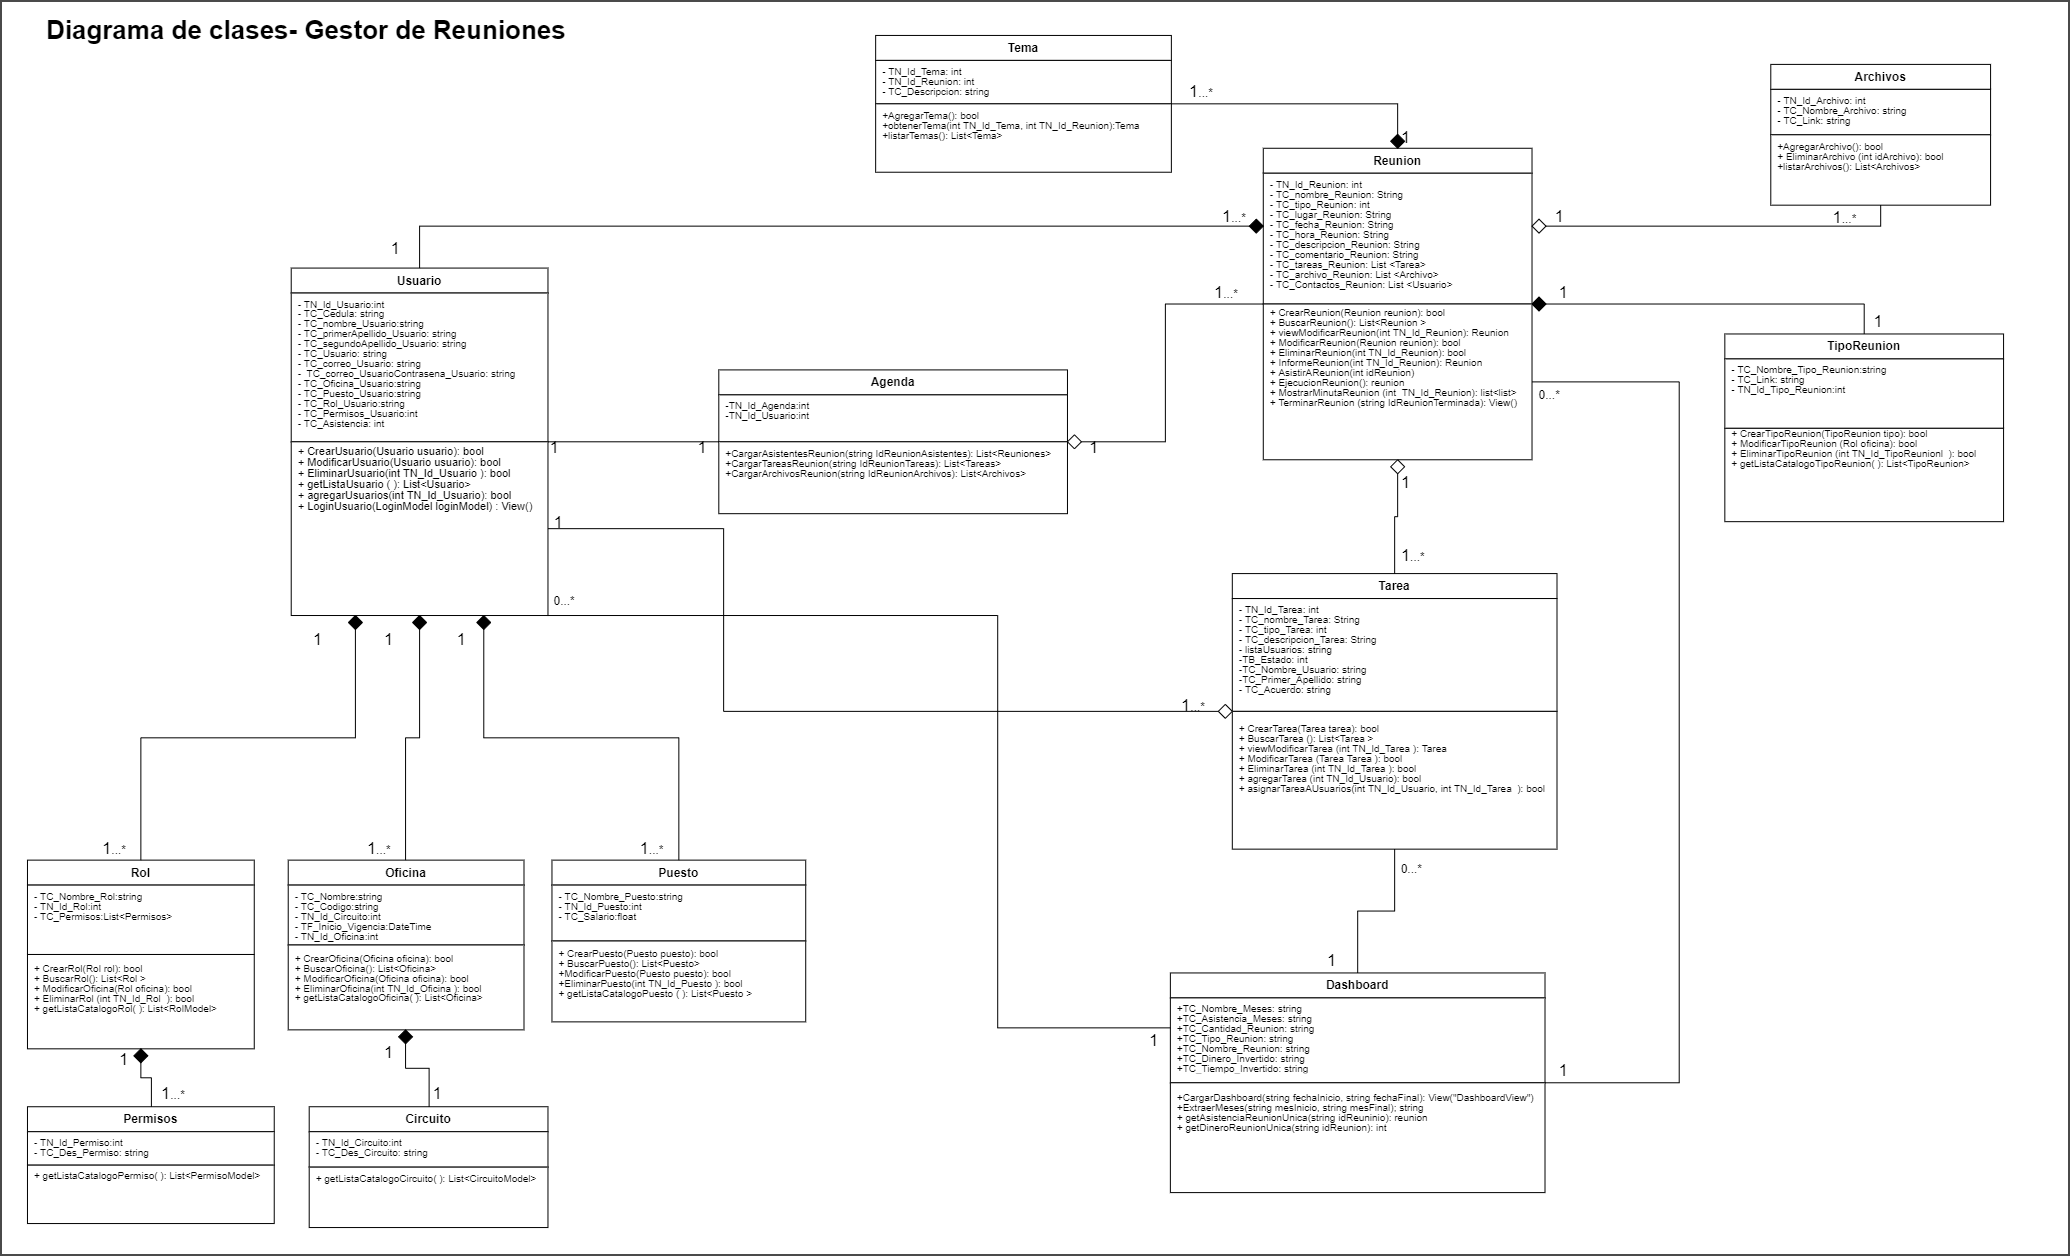 Diagrama de clases- Gestor de Reuniones
Tema
- TN_Id_Tema: int
- TN_Id_Reunion: int
- TC_Descripcion: string
+AgregarTema(): bool
+obtenerTema(int TN_Id_Tema, int TN_Id_Reunion):Tema
+listarTemas(): List<Tema>
1...*
1
Archivos
- TN_Id_Archivo: int
- TC_Nombre_Archivo: string
- TC_Link: string
+AgregarArchivo(): bool
+ EliminarArchivo (int idArchivo): bool
+listarArchivos(): List<Archivos>
1...*
1
Reunion
- TN_Id_Reunion: int
- TC_nombre_Reunion: String
- TC_tipo_Reunion: int
- TC_lugar_Reunion: String
- TC_fecha_Reunion: String
- TC_hora_Reunion: String
- TC_descripcion_Reunion: String
- TC_comentario_Reunion: String
- TC_tareas_Reunion: List <Tarea>
- TC_archivo_Reunion: List <Archivo>
- TC_Contactos_Reunion: List <Usuario>
+ CrearReunion(Reunion reunion): bool
+ BuscarReunion(): List<Reunion >
+ viewModificarReunion(int TN_Id_Reunion): Reunion
+ ModificarReunion(Reunion reunion): bool
+ EliminarReunion(int TN_Id_Reunion): bool
+ InformeReunion(int TN_Id_Reunion): Reunion
+ AsistirAReunion(int idReunion)
+ EjecucionReunion(): reunion
+ MostrarMinutaReunion (int  TN_Id_Reunion): list<list>
+ TerminarReunion (string IdReunionTerminada): View()
1...*
1
1...*
1
1
0...*
1
Usuario
- TN_Id_Usuario:int
- TC_Cedula: string
- TC_nombre_Usuario:string
- TC_primerApellido_Usuario: string
- TC_segundoApellido_Usuario: string
- TC_Usuario: string
- TC_correo_Usuario: string
-  TC_correo_UsuarioContrasena_Usuario: string
- TC_Oficina_Usuario:string
- TC_Puesto_Usuario:string
- TC_Rol_Usuario:string
- TC_Permisos_Usuario:int
- TC_Asistencia: int
+ CrearUsuario(Usuario usuario): bool
+ ModificarUsuario(Usuario usuario): bool
+ EliminarUsuario(int TN_Id_Usuario ): bool
+ getListaUsuario ( ): List<Usuario>
+ agregarUsuarios(int TN_Id_Usuario): bool
+ LoginUsuario(LoginModel loginModel) : View()
1
1
1
0...*
1
1
1
Agenda
-TN_Id_Agenda:int
-TN_Id_Usuario:int
+CargarAsistentesReunion(string IdReunionAsistentes): List<Reuniones>
+CargarTareasReunion(string IdReunionTareas): List<Tareas>
+CargarArchivosReunion(string IdReunionArchivos): List<Archivos>
1
TipoReunion
- TC_Nombre_Tipo_Reunion:string
- TC_Link: string
- TN_Id_Tipo_Reunion:int
+ CrearTipoReunion(TipoReunion tipo): bool
+ ModificarTipoReunion (Rol oficina): bool
+ EliminarTipoReunion (int TN_Id_TipoReunionl  ): bool
+ getListaCatalogoTipoReunion( ): List<TipoReunion>
1...*
Tarea
- TN_Id_Tarea: int
- TC_nombre_Tarea: String
- TC_tipo_Tarea: int
- TC_descripcion_Tarea: String
- listaUsuarios: string
-TB_Estado: int
-TC_Nombre_Usuario: string
-TC_Primer_Apellido: string
- TC_Acuerdo: string
+ CrearTarea(Tarea tarea): bool
+ BuscarTarea (): List<Tarea >
+ viewModificarTarea (int TN_Id_Tarea ): Tarea
+ ModificarTarea (Tarea Tarea ): bool
+ EliminarTarea (int TN_Id_Tarea ): bool
+ agregarTarea (int TN_Id_Usuario): bool
+ asignarTareaAUsuarios(int TN_Id_Usuario, int TN_Id_Tarea  ): bool
1...*
0...*
1...*
1...*
1...*
Rol
- TC_Nombre_Rol:string
- TN_Id_Rol:int
- TC_Permisos:List<Permisos>
+ CrearRol(Rol rol): bool
+ BuscarRol(): List<Rol >
+ ModificarOficina(Rol oficina): bool
+ EliminarRol (int TN_Id_Rol  ): bool
+ getListaCatalogoRol( ): List<RolModel>
Oficina
- TC_Nombre:string
- TC_Codigo:string
- TN_Id_Circuito:int
- TF_Inicio_Vigencia:DateTime
- TN_Id_Oficina:int
+ CrearOficina(Oficina oficina): bool
+ BuscarOficina(): List<Oficina>
+ ModificarOficina(Oficina oficina): bool
+ EliminarOficina(int TN_Id_Oficina ): bool
+ getListaCatalogoOficina( ): List<Oficina>
Puesto
- TC_Nombre_Puesto:string
- TN_Id_Puesto:int
- TC_Salario:float
+ CrearPuesto(Puesto puesto): bool
+ BuscarPuesto(): List<Puesto>
+ModificarPuesto(Puesto puesto): bool
+EliminarPuesto(int TN_Id_Puesto ): bool
+ getListaCatalogoPuesto ( ): List<Puesto >
1
1...*
1
1
Permisos
- TN_Id_Permiso:int
- TC_Des_Permiso: string
+ getListaCatalogoPermiso( ): List<PermisoModel>
Circuito
- TN_Id_Circuito:int
- TC_Des_Circuito: string
+ getListaCatalogoCircuito( ): List<CircuitoModel>
1
1
1
Dashboard
+TC_Nombre_Meses: string
+TC_Asistencia_Meses: string
+TC_Cantidad_Reunion: string
+TC_Tipo_Reunion: string
+TC_Nombre_Reunion: string
+TC_Dinero_Invertido: string
+TC_Tiempo_Invertido: string
+CargarDashboard(string fechaInicio, string fechaFinal): View("DashboardView")
+ExtraerMeses(string mesInicio, string mesFinal); string
+ getAsistenciaReunionUnica(string idReuninio): reunion
+ getDineroReunionUnica(string idReunion): int